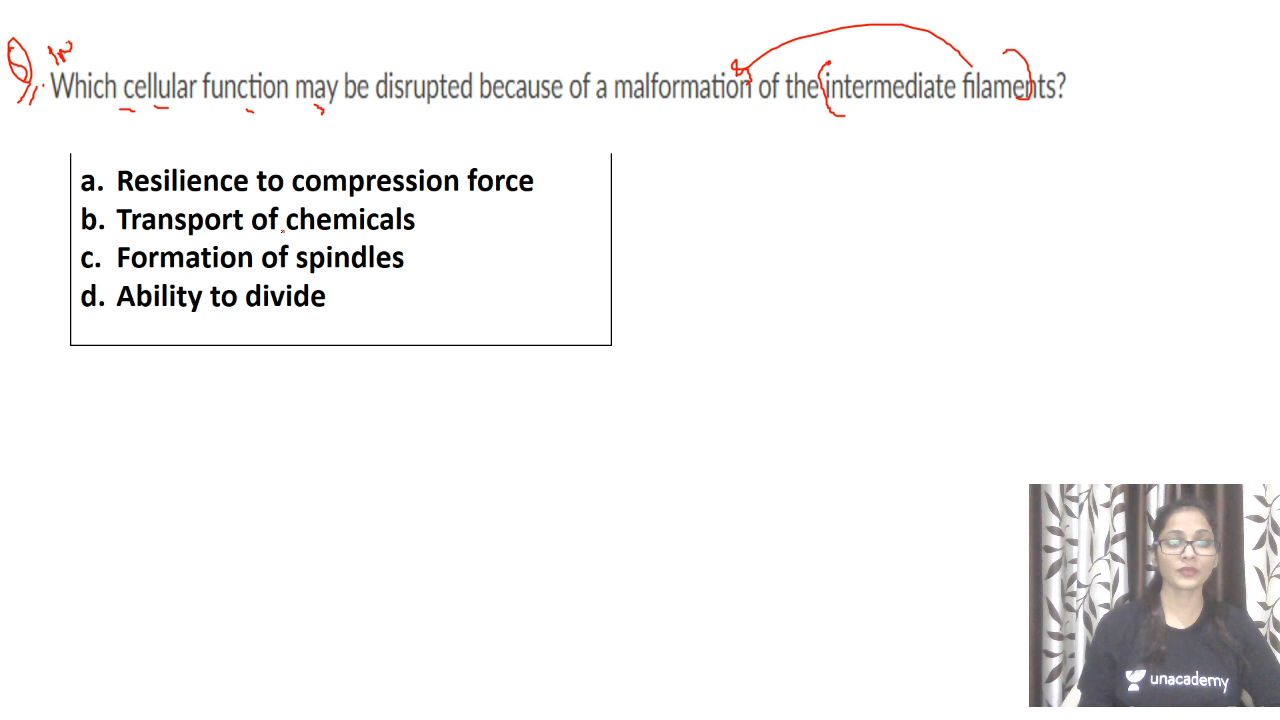 Which cellular function may be disrupted because of a malformation of the intermediate filaments?
a. Resilience to compression force
b. Transport of chemicals
c. Formation of spindles
d. Ability to divide
unacademy